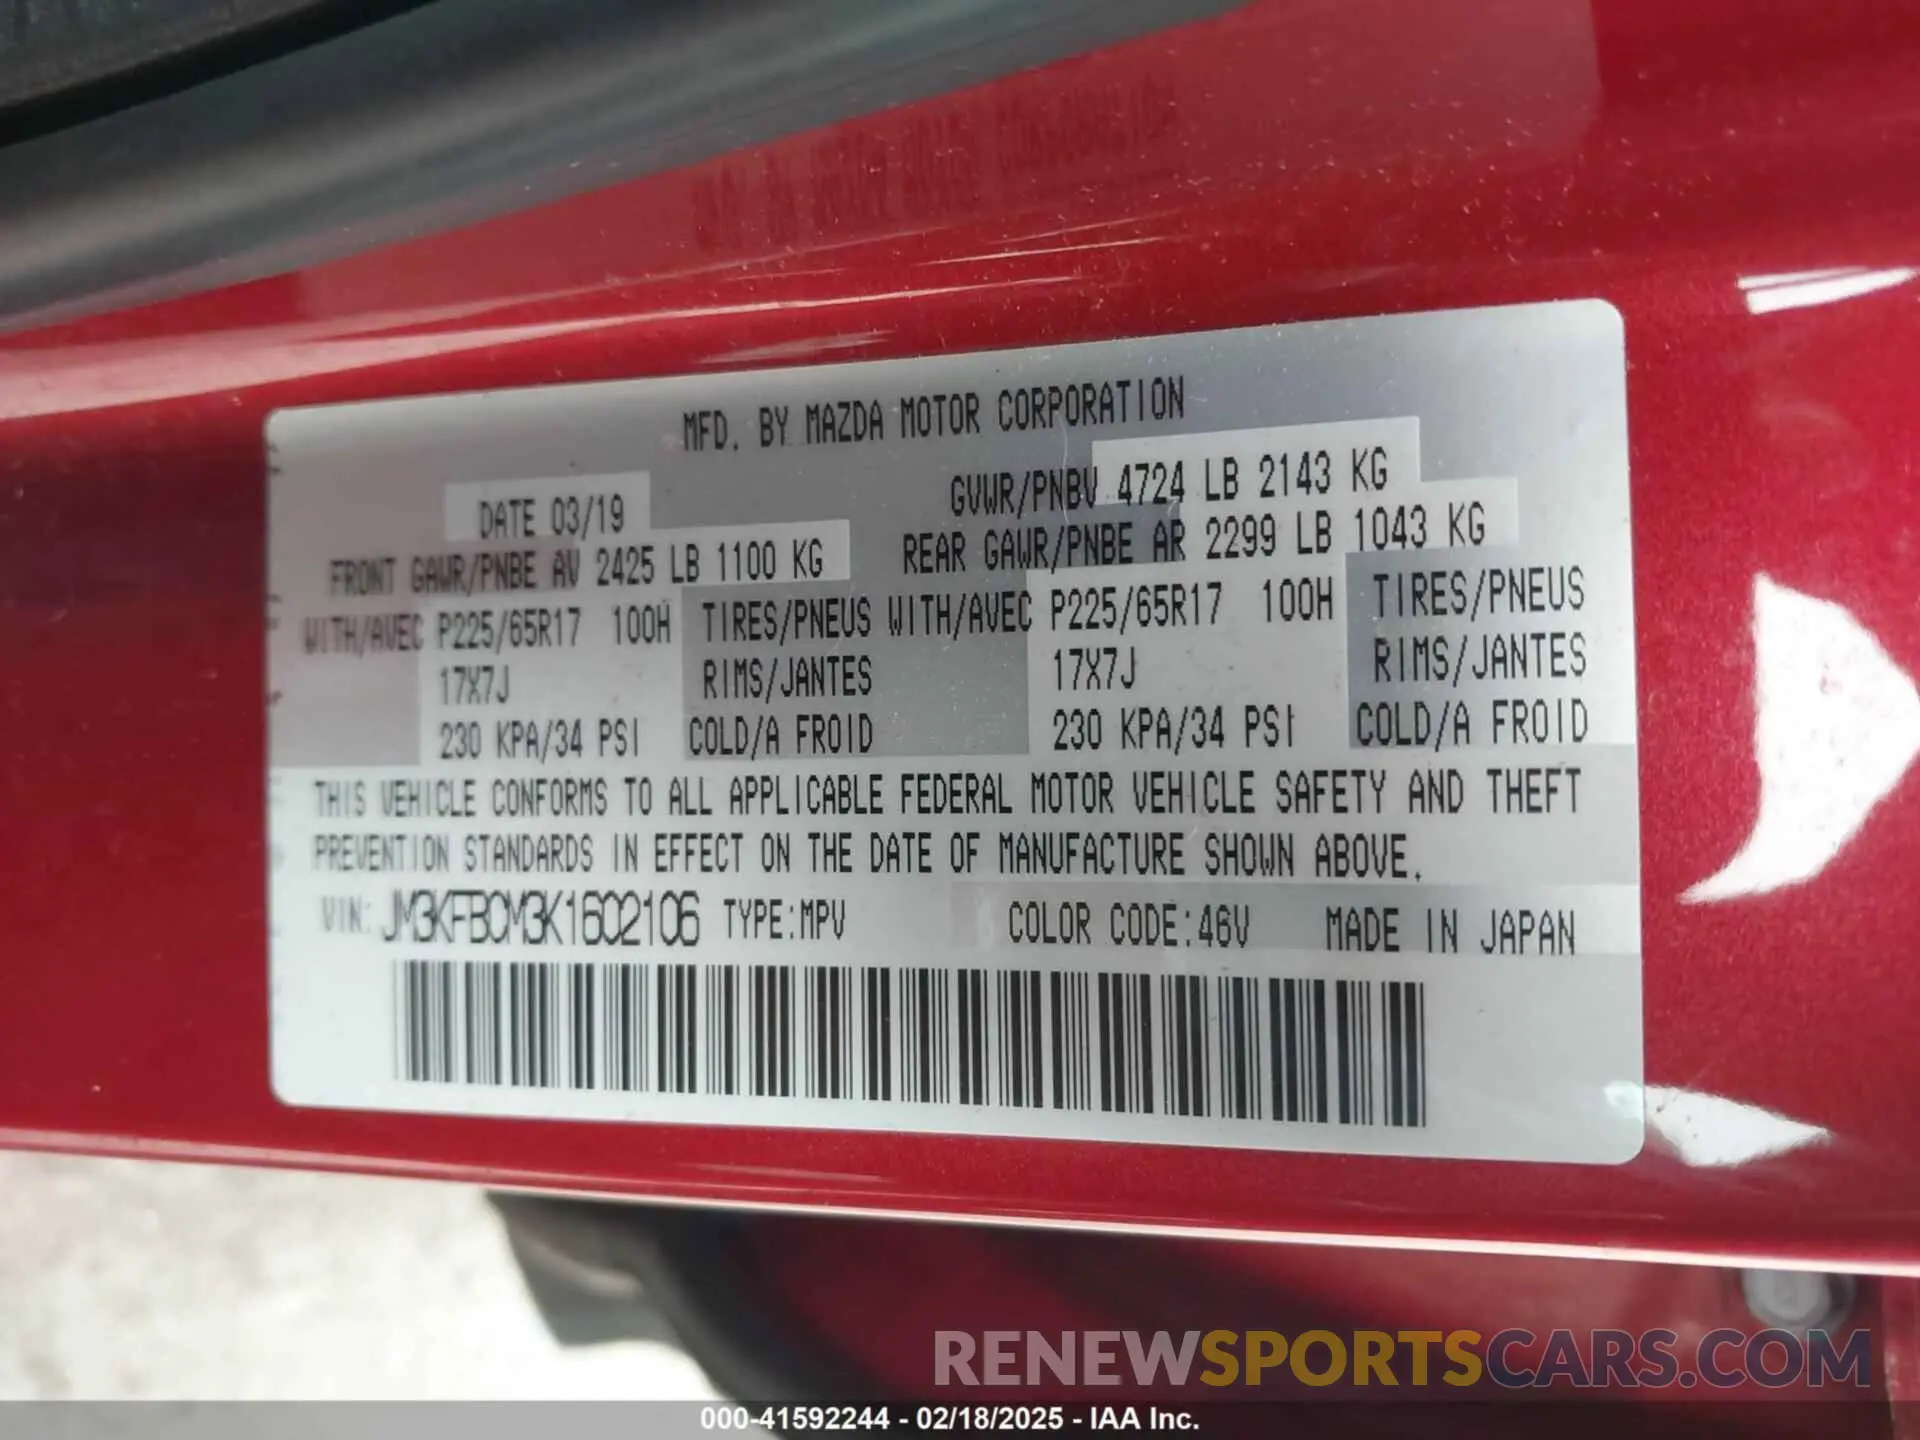 MFD. BY MAZDA MOTOR CORPORATION
DATE 03/19 GVWR/PNBV 4724 LB 2143 KG
FRONT GAWR/PNBE AV 2425 LB 1100 KG REAR GAWR/PNBE AR 2299 LB 1043 KG
WITH/AVEC P225/65R17 100H TIRES/PNEUS WITH/AVEC P225/65R17 100H TIRES/PNEUS
17X7J RIMS/JANTES 17X7J RIMS/JANTES
230 KPA/34 PSI COLD/A FROID 230 KPA/34 PSI COLD/A FROID
THIS VEHICLE CONFORMS TO ALL APPLICABLE FEDERAL MOTOR VEHICLE SAFETY AND THEFT
PREVENTION STANDARDS IN EFFECT ON THE DATE OF MANUFACTURE SHOWN ABOVE.
VIN: JM3KFBCM3K1602106 TYPE:MPV COLOR CODE:46V MADE IN JAPAN
RENEWSPORTSCARS.COM
000-41592244 - 02/18/2025 - IAA Inc.